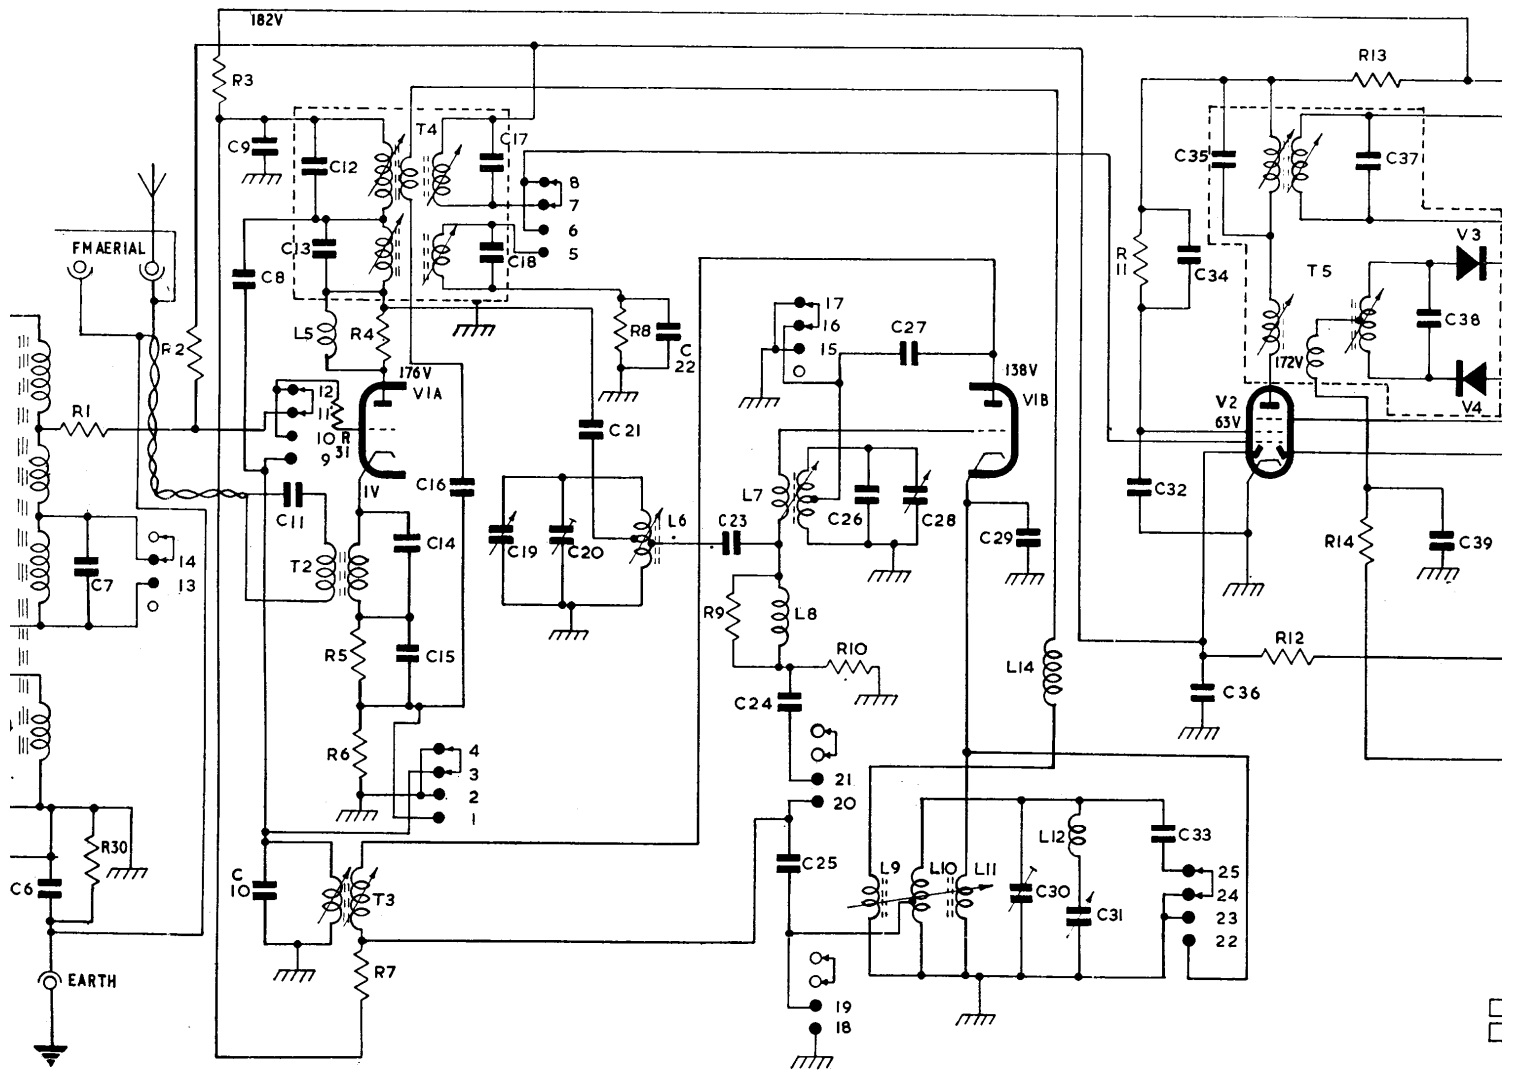 182V
R3
R13
T4
C17
C9
C12
C35
C37
8
7
6
5
FM AERIAL
C13
C18
C8
R
11
C34
T5
V3
L5
R4
R8
C
22
17
16
15
C27
C38
R2
176V
V1A
138V
V1B
172V
V2
63V
V4
12
11
10
9
R
31
R1
C21
1V
C16
C11
L6
C23
L7
C26
C28
C32
C19
C20
C29
R14
C39
C14
T2
C7
14
13
R9
L8
R5
C15
R10
L14
R12
C24
C36
R6
4
3
2
1
21
20
R30
C6
C
10
T3
C25
L9
L10
L11
L12
C30
C31
C33
25
24
23
22
R7
EARTH
19
18